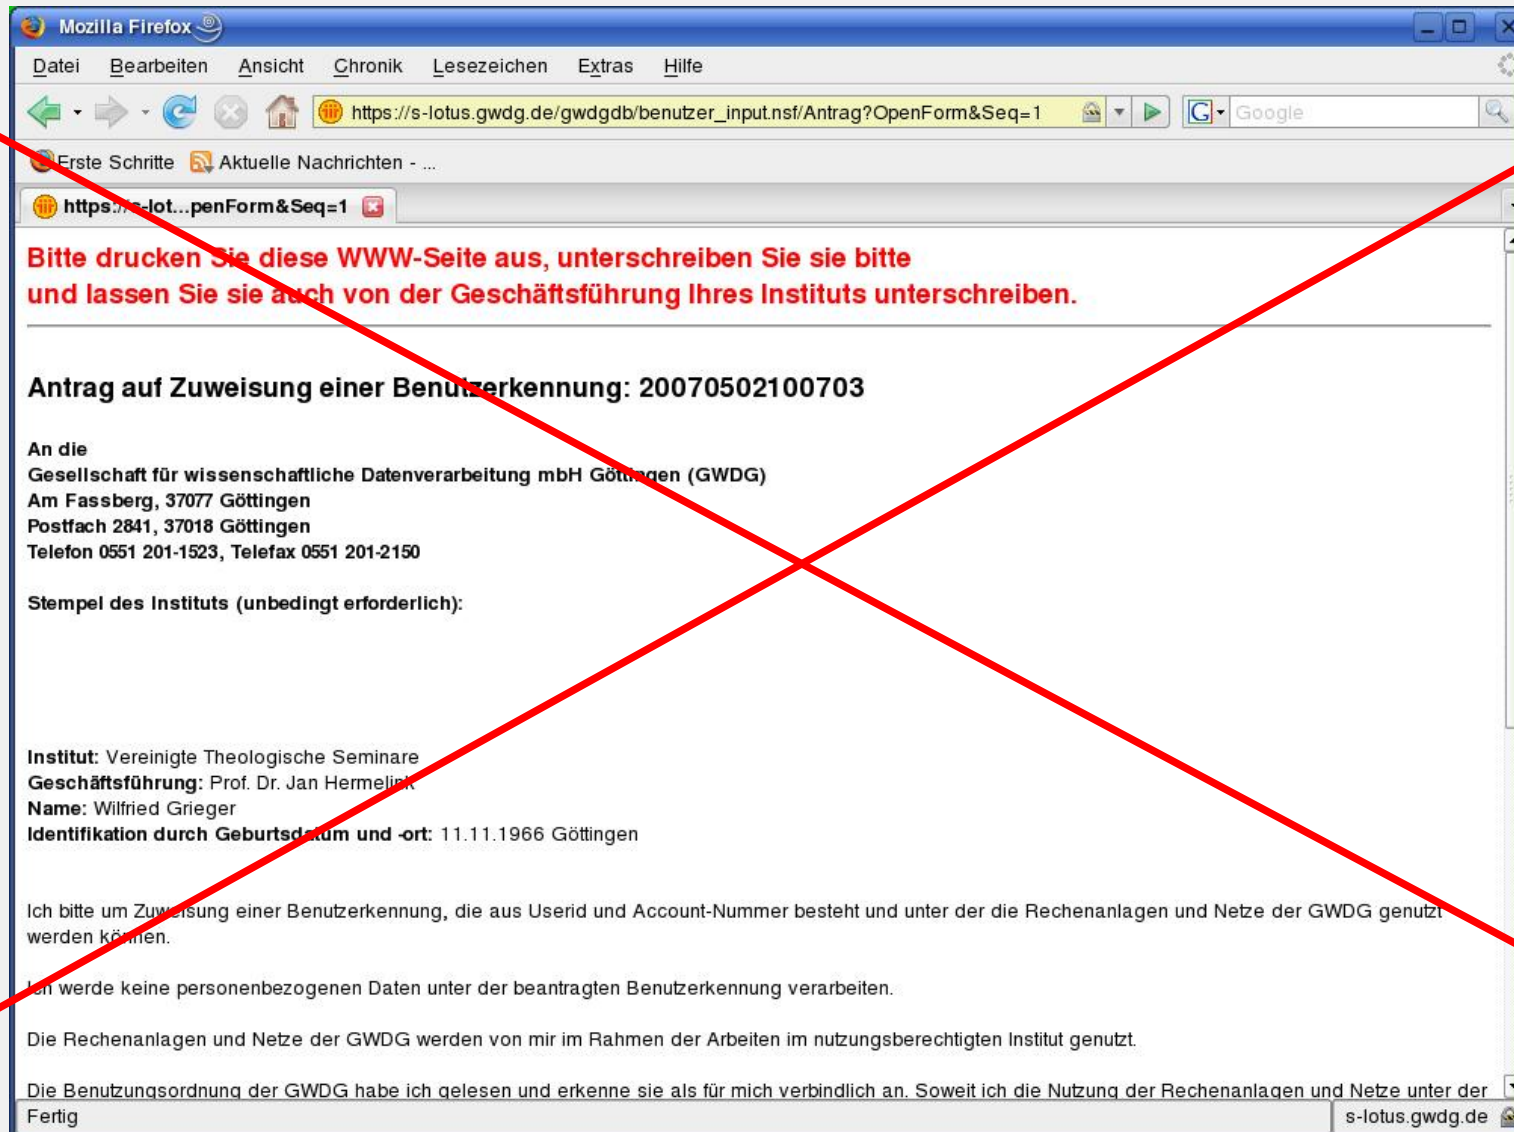 Mozilla Firefox
Datei Bearbeiten Ansicht Chronik Lesezeichen Extras Hilfe
https://s-lotus.gwdg.de/gwdgdb/benutzer_input.nsf/Antrag?OpenForm&Seq=1 G Google
Erste Schritte Aktuelle Nachrichten - ...
https://s-lot...penForm&Seq=1
Bitte drucken Sie diese WWW-Seite aus, unterschreiben Sie sie bitte
und lassen Sie sie auch von der Geschäftsführung Ihres Instituts unterschreiben.
Antrag auf Zuweisung einer Benutzerkennung: 20070502100703
An die
Gesellschaft für wissenschaftliche Datenverarbeitung mbH Göttingen (GWDG)
Am Fassberg, 37077 Göttingen
Postfach 2841, 37018 Göttingen
Telefon 0551 201-1523, Telefax 0551 201-2150
Stempel des Instituts (unbedingt erforderlich):
Institut: Vereinigte Theologische Seminare
Geschäftsführung: Prof. Dr. Jan Hermelink
Name: Wilfried Grieger
Identifikation durch Geburtsdatum und -ort: 11.11.1966 Göttingen
Ich bitte um Zuweisung einer Benutzerkennung, die aus Userid und Account-Nummer besteht und unter der die Rechenanlagen und Netze der GWDG genutzt
werden können.
Ich werde keine personenbezogenen Daten unter der beantragten Benutzerkennung verarbeiten.
Die Rechenanlagen und Netze der GWDG werden von mir im Rahmen der Arbeiten im nutzungsberechtigten Institut genutzt.
Die Benutzungsordnung der GWDG habe ich gelesen und erkenne sie als für mich verbindlich an. Soweit ich die Nutzung der Rechenanlagen und Netze unter der
Fertig s-lotus.gwdg.de